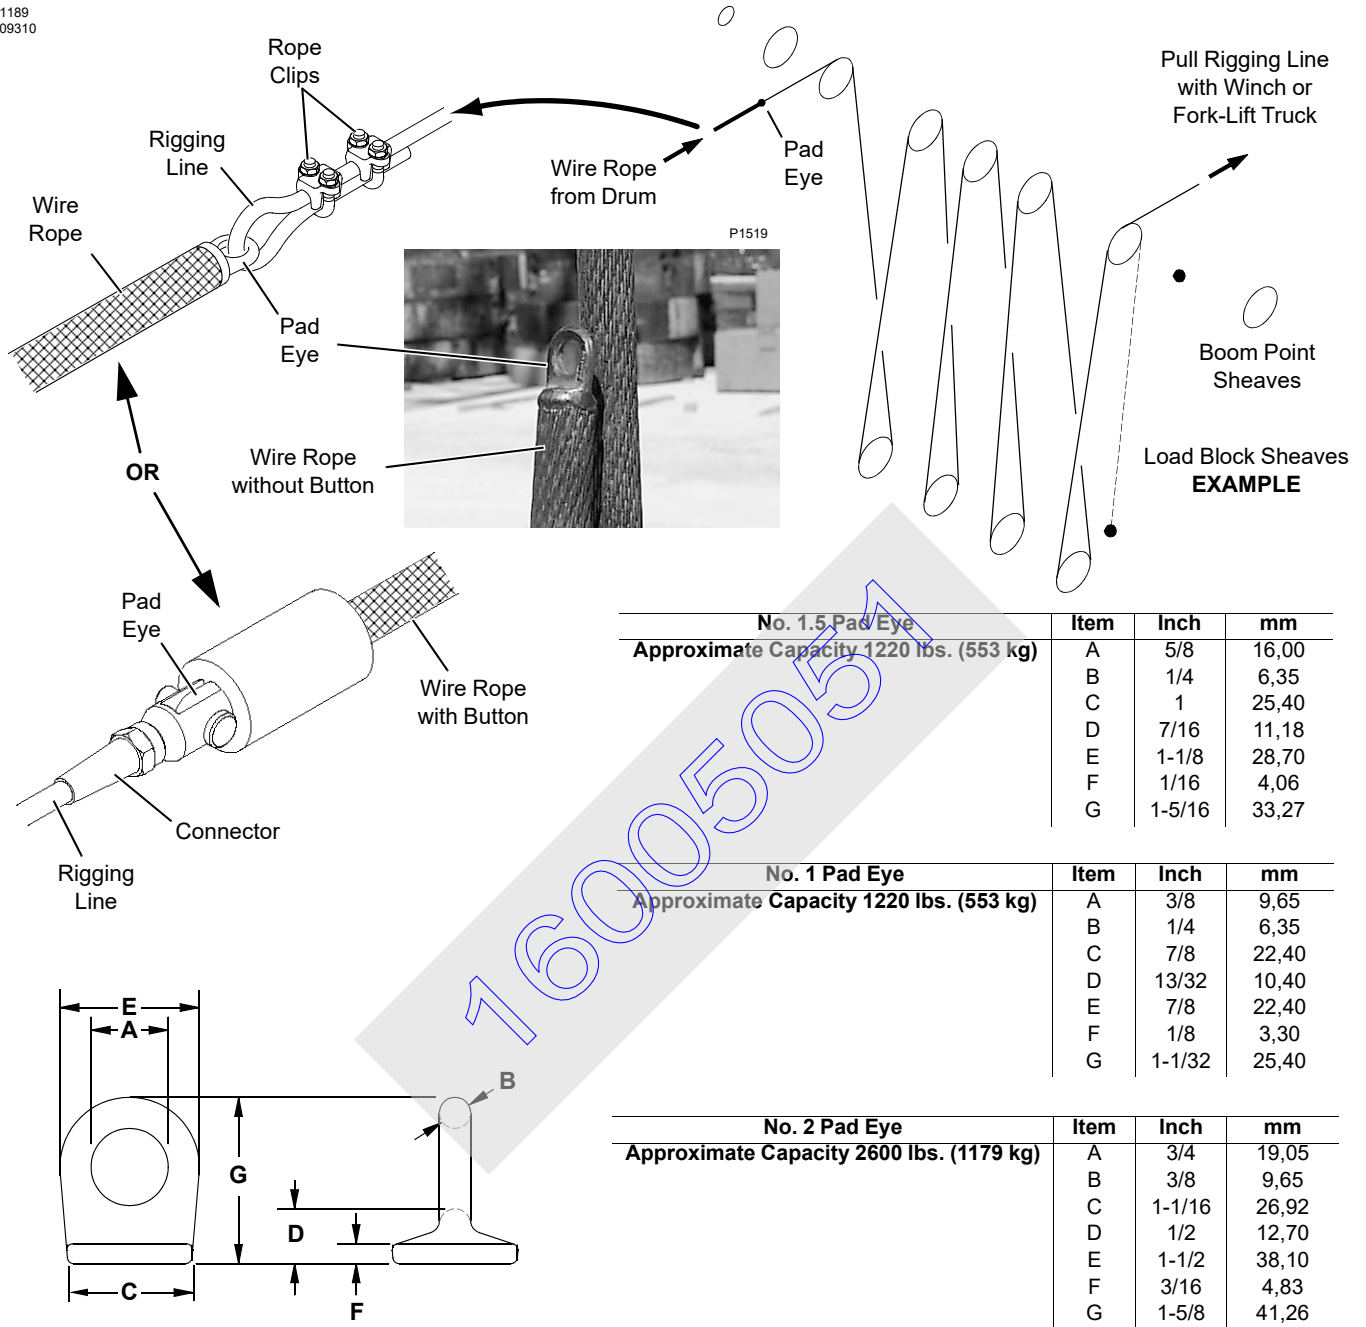 1189
09310
Rope
Clips
Rigging
Line
Wire
Rope
Pad
Eye
Wire Rope
from Drum
Pad
Eye
Pull Rigging Line
with Winch or
Fork-Lift Truck
P1519
Boom Point
Sheaves
Load Block Sheaves
EXAMPLE
OR
Wire Rope
without Button
Pad
Eye
Wire Rope
with Button
Connector
Rigging
Line
16005051
No. 1.5 Pad Eye Item Inch mm
Approximate Capacity 1220 lbs. (553 kg) A 5/8 16,00
B 1/4 6,35
C 1 25,40
D 7/16 11,18
E 1-1/8 28,70
F 1/16 4,06
G 1-5/16 33,27
No. 1 Pad Eye Item Inch mm
Approximate Capacity 1220 lbs. (553 kg) A 3/8 9,65
B 1/4 6,35
C 7/8 22,40
D 13/32 10,40
E 7/8 22,40
F 1/8 3,30
G 1-1/32 25,40
No. 2 Pad Eye Item Inch mm
Approximate Capacity 2600 lbs. (1179 kg) A 3/4 19,05
B 3/8 9,65
C 1-1/16 26,92
D 1/2 12,70
E 1-1/2 38,10
F 3/16 4,83
G 1-5/8 41,26
E
A
B
G
D
C
F